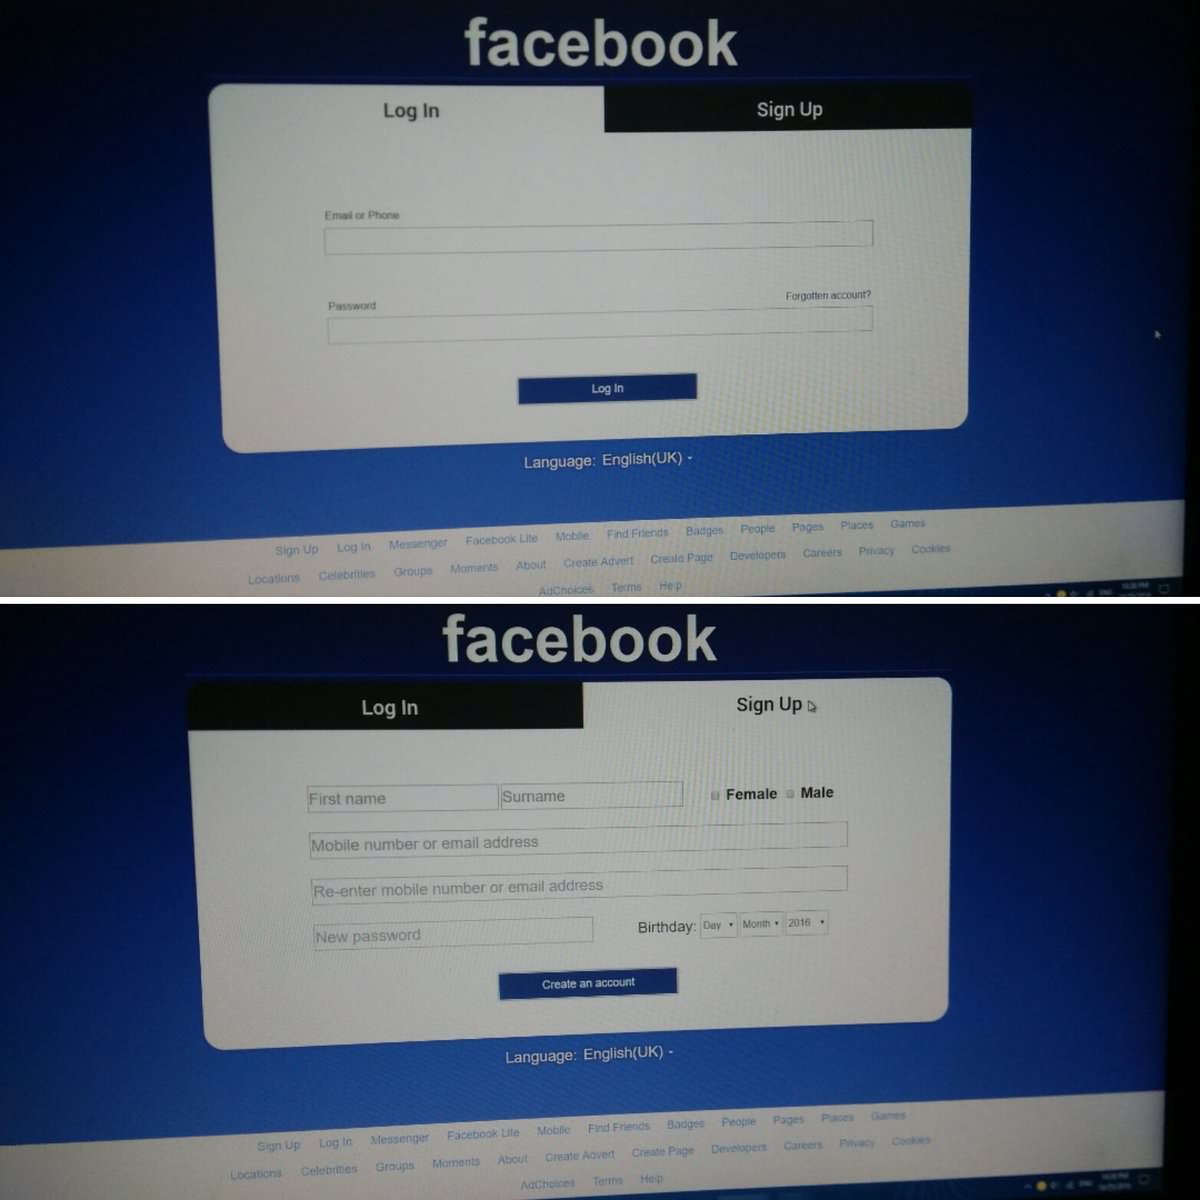 facebook
Log In Sign Up
Email or Phone
Password Forgotten account?
Log In
Language: English(UK)
Sign Up Log In Messenger Facebook Lite Mobile Find Friends Badges People Pages Places Games
Locations Celebrities Groups Moments About Create Advert Create Page Developers Careers Privacy Cookies
AdChoices Terms Help
facebook
Log In Sign Up
First name Surname Female Male
Mobile number or email address
Re-enter mobile number or email address
New password Birthday: Day Month 2016
Create an account
Language: English(UK)
Sign Up Log In Messenger Facebook Lite Mobile Find Friends Badges People Pages Places Games
Locations Celebrities Groups Moments About Create Advert Create Page Developers Careers Privacy Cookies
AdChoices Terms Help